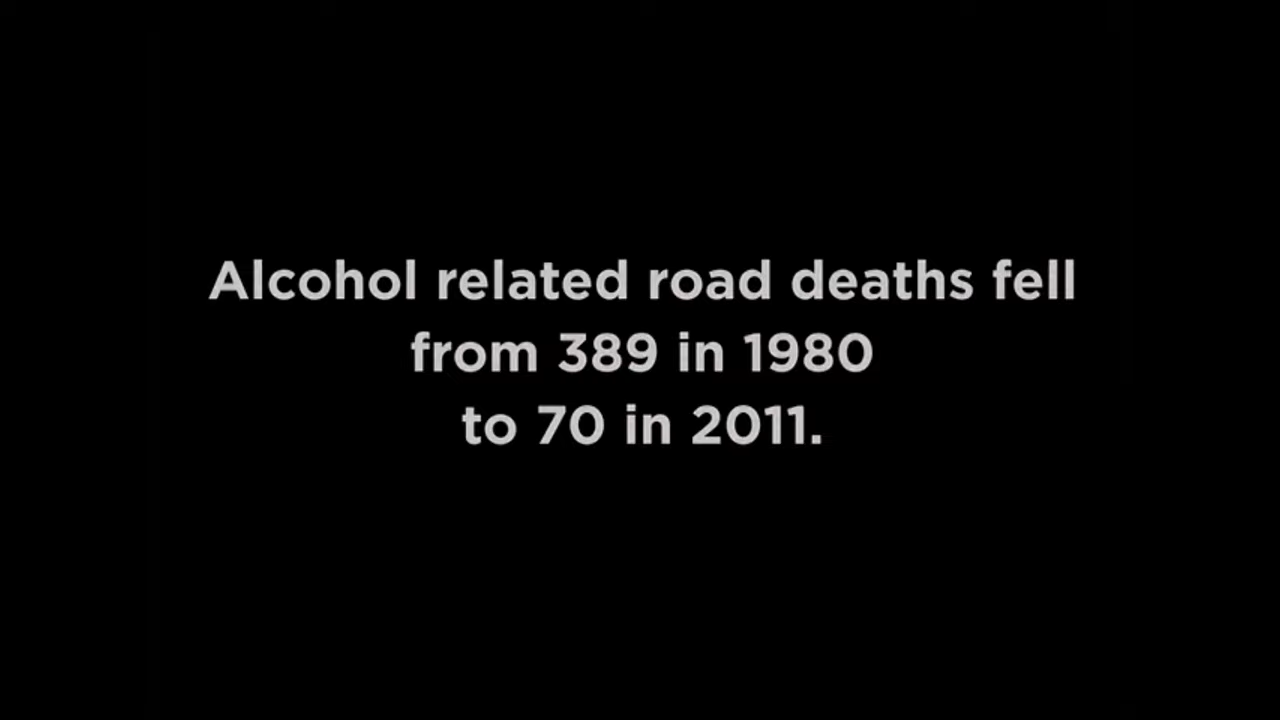 Alcohol related road deaths fell
from 389 in 1980
to 70 in 2011.